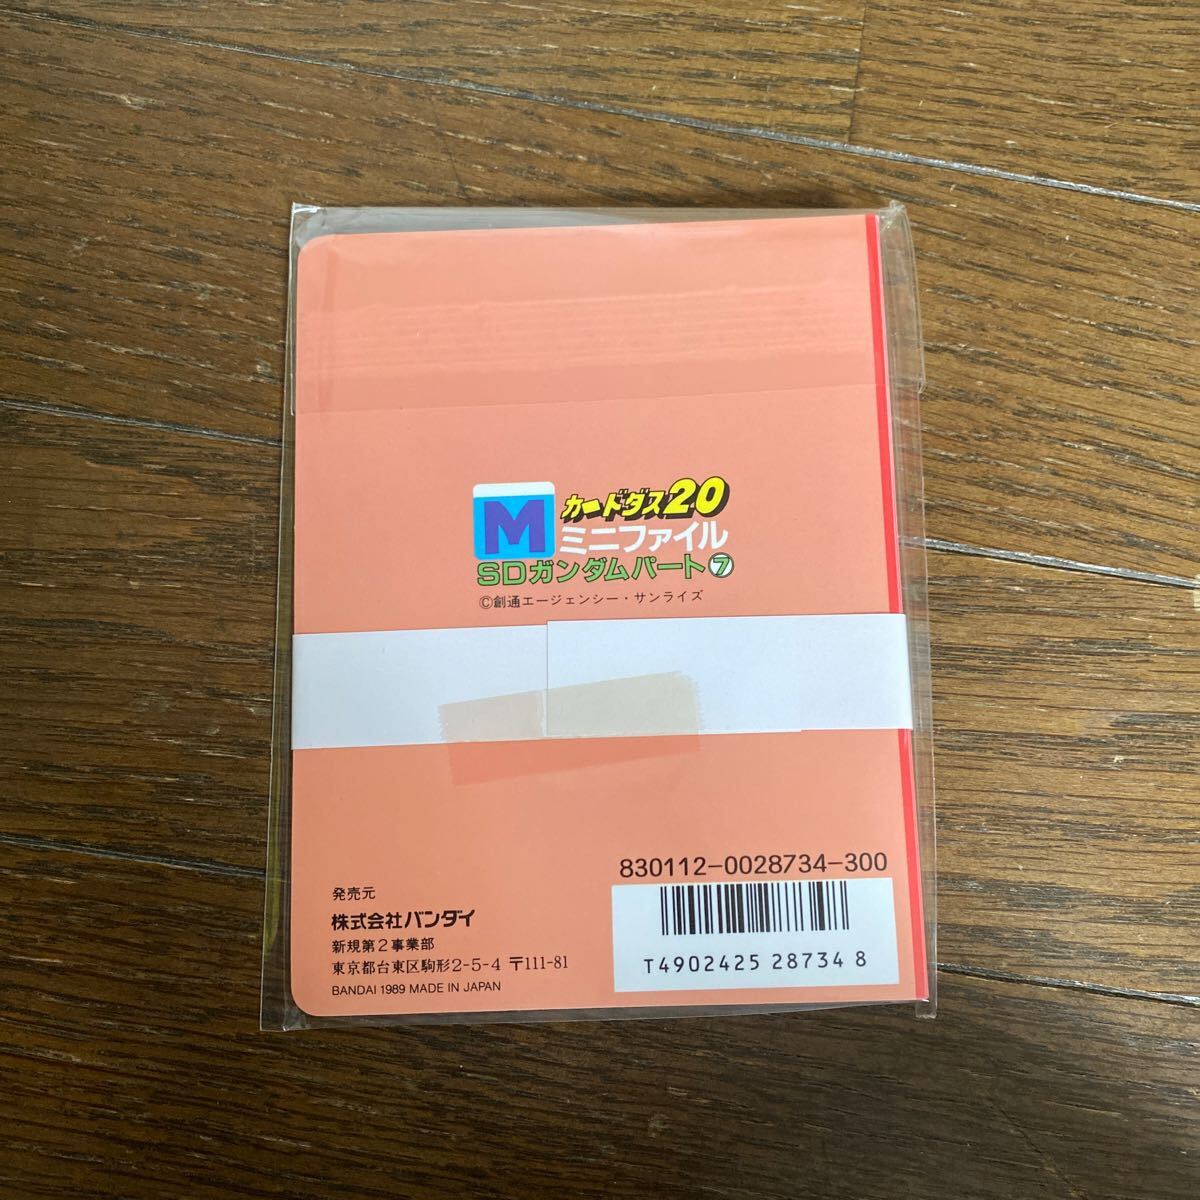 M
カードダス20
ミニファイル
SDガンダムパート⑦
©創通エージェンシー・サンライズ
830112-0028734-300
T4902425 28734 8
発売元
株式会社バンダイ
新規第2事業部
東京都台東区駒形2-5-4 〒111-81
BANDAI 1989 MADE IN JAPAN